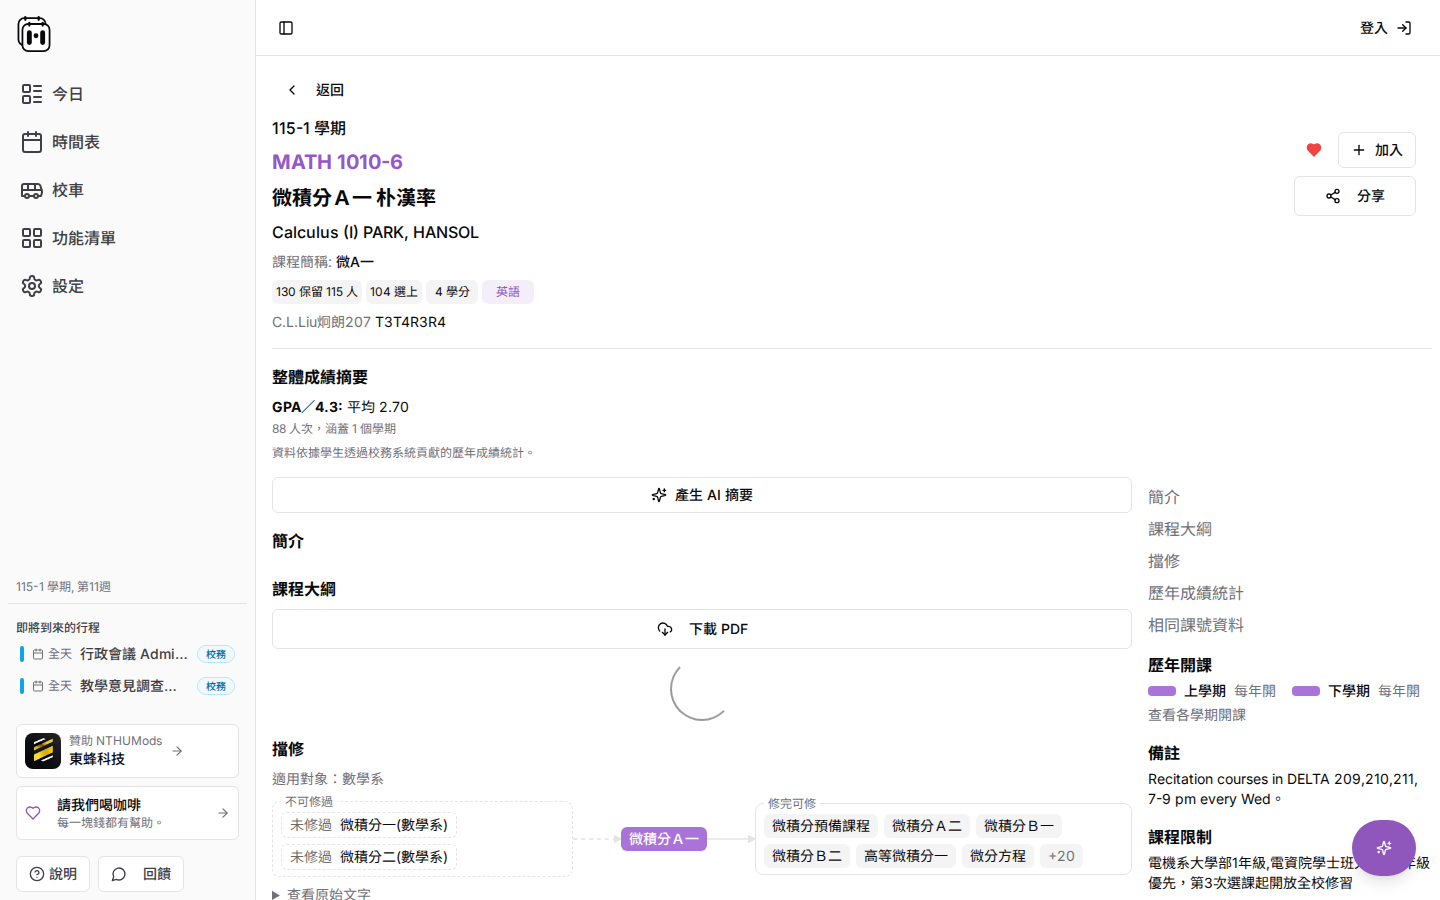 登入
今日
時間表
校車
功能清單
設定
115-1 學期, 第11週
即將到來的行程
全天 行政會議 Admi... 校務
全天 教學意見調查... 校務
贊助 NTHUMods
東蜂科技
請我們喝咖啡
每一塊錢都有幫助。
說明 回饋
返回
115-1 學期
MATH 1010-6
微積分Ａ一 朴漢率
Calculus (I) PARK, HANSOL
課程簡稱: 微A一
130 保留 115 人 104 選上 4 學分 英語
C.L.Liu炯朗207 T3T4R3R4
加入
分享
整體成績摘要
GPA／4.3: 平均 2.70
88 人次，涵蓋 1 個學期
資料依據學生透過校務系統貢獻的歷年成績統計。
產生 AI 摘要
簡介
課程大綱
下載 PDF
擋修
適用對象：數學系
不可修過
未修過 微積分一(數學系)
未修過 微積分二(數學系)
微積分Ａ一
修完可修
微積分預備課程 微積分Ａ二 微積分Ｂ一
微積分Ｂ二 高等微積分一 微分方程 +20
查看原始文字
簡介
課程大綱
擋修
歷年成績統計
相同課號資料
歷年開課
上學期 每年開 下學期 每年開
查看各學期開課
備註
Recitation courses in DELTA 209,210,211,
7-9 pm every Wed。
課程限制
電機系大學部1年級,電資院學士班 年級
優先，第3次選課起開放全校修習